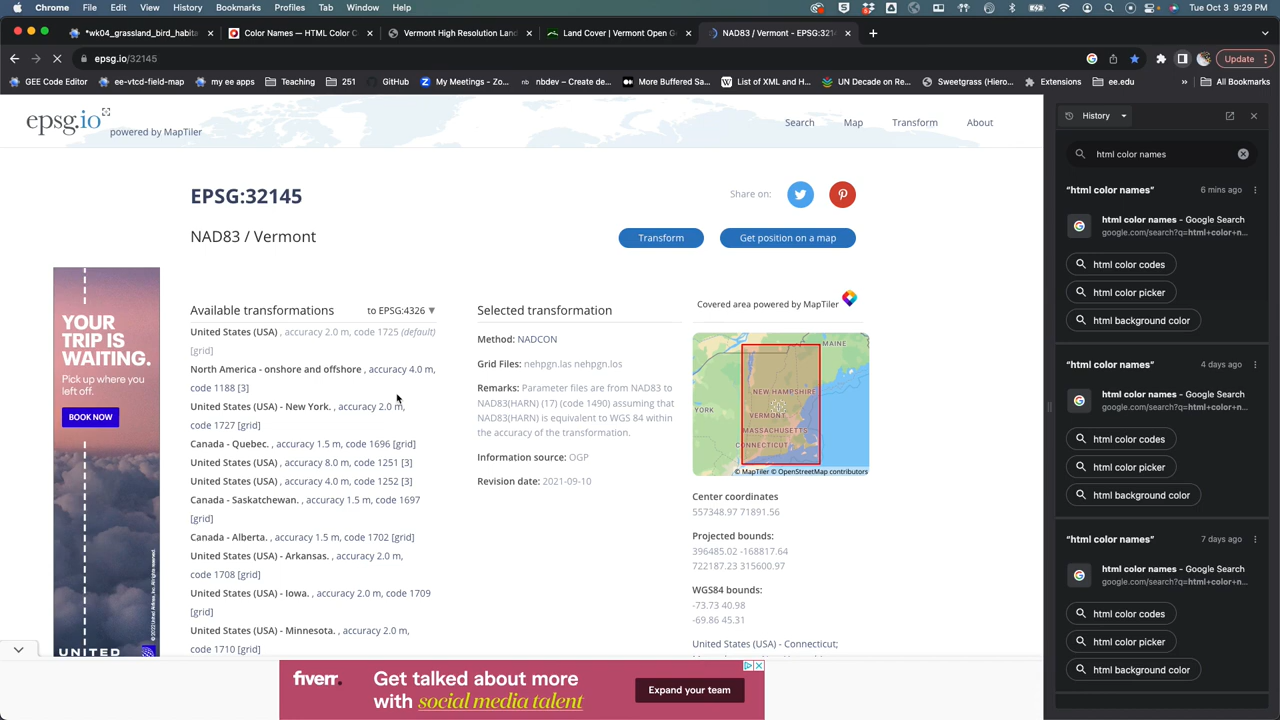 Chrome File Edit View History Bookmarks Profiles Tab Window Help
Tue Oct 3 9:29 PM
*wk04_grassland_bird_habita
Color Names — HTML Color C
Vermont High Resolution Lan
Land Cover | Vermont Open G
NAD83 / Vermont - EPSG:3214
epsg.io/32145
Update
GEE Code Editor
ee-vtcod-field-map
my ee apps
Teaching
251
GitHub
My Meetings - Zo...
nbdev – Create de...
More Buffered Sa...
List of XML and H...
UN Decade on Re...
Sweetgrass (Hiero...
Extensions
ee.edu
»
All Bookmarks
epsg.io
powered by MapTiler
Search
Map
Transform
About
EPSG:32145
Share on:
NAD83 / Vermont
Transform
Get position on a map
YOUR
TRIP IS
WAITING.
Pick up where you
left off.
BOOK NOW
UNITED
Available transformations
to EPSG:4326 ▼
United States (USA) , accuracy 2.0 m, code 1725 (default)
[grid]
North America - onshore and offshore , accuracy 4.0 m,
code 1188 [3]
United States (USA) - New York. , accuracy 2.0 m,
code 1727 [grid]
Canada - Quebec. , accuracy 1.5 m, code 1696 [grid]
United States (USA) , accuracy 8.0 m, code 1251 [3]
United States (USA) , accuracy 4.0 m, code 1252 [3]
Canada - Saskatchewan. , accuracy 1.5 m, code 1697
[grid]
Canada - Alberta. , accuracy 1.5 m, code 1702 [grid]
United States (USA) - Arkansas. , accuracy 2.0 m,
code 1708 [grid]
United States (USA) - Iowa. , accuracy 2.0 m, code 1709
[grid]
United States (USA) - Minnesota. , accuracy 2.0 m,
code 1710 [grid]
Selected transformation
Method: NADCON
Grid Files: nehpgn.las nehpgn.los
Remarks: Parameter files are from NAD83 to
NAD83(HARN) (17) (code 1490) assuming that
NAD83(HARN) is equivalent to WGS 84 within
the accuracy of the transformation.
Information source: OGP
Revision date: 2021-09-10
Covered area powered by MapTiler
MAINE
NEW HAMPSHIRE
YORK
VERMONT
MASSACHUSETTS
CONNECTICUT
© MapTiler © OpenStreetMap contributors
Center coordinates
557348.97 71891.56
Projected bounds:
396485.02 -168817.64
722187.23 315600.97
WGS84 bounds:
-73.73 40.98
-69.86 45.31
United States (USA) - Connecticut;
fiverr.
Get talked about more
with social media talent
Expand your team
History
html color names
“html color names”
6 mins ago
html color names - Google Search
google.com/search?q=html+color+n...
html color codes
html color picker
html background color
“html color names”
4 days ago
html color names - Google Search
google.com/search?q=html+color+n...
html color codes
html color picker
html background color
“html color names”
7 days ago
html color names - Google Search
google.com/search?q=html+color+n...
html color codes
html color picker
html background color